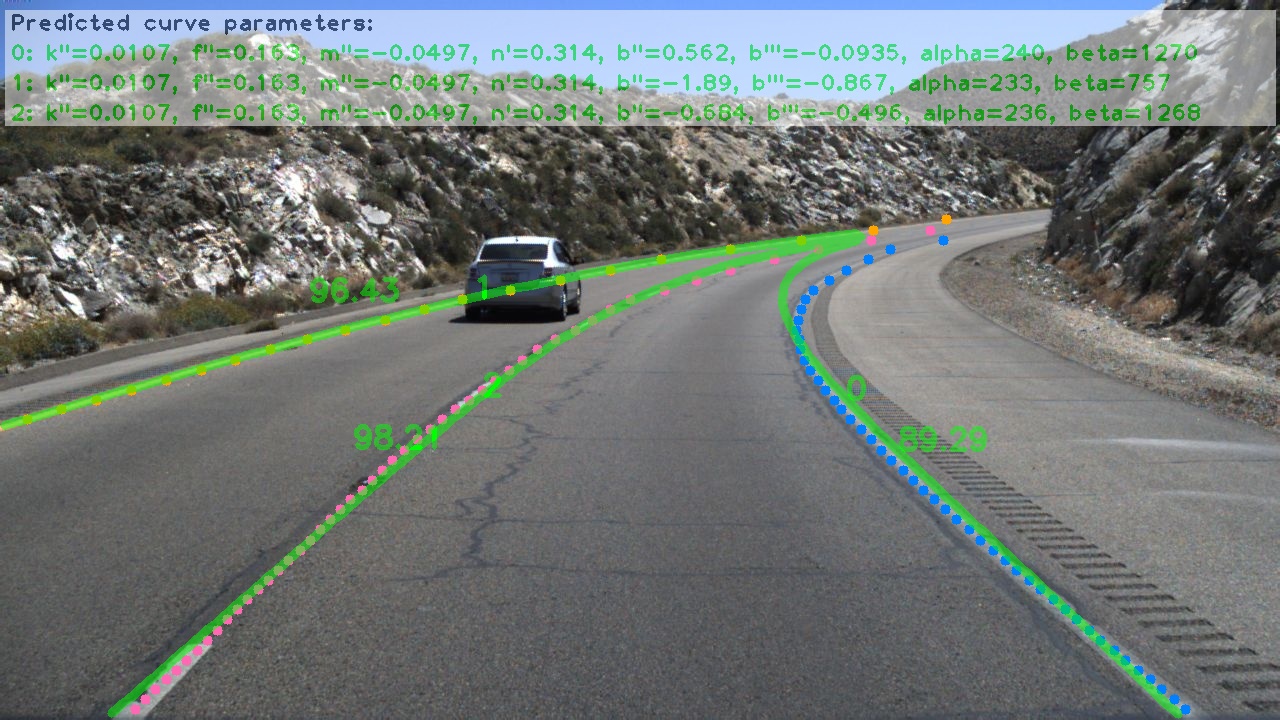 Predicted curve parameters:
0: k''=0.0107, f''=0.163, m''=-0.0497, n'=0.314, b''=0.562, b'''=-0.0935, alpha=240, beta=1270
1: k''=0.0107, f''=0.163, m''=-0.0497, n'=0.314, b''=-1.89, b'''=-0.867, alpha=233, beta=757
2: k''=0.0107, f''=0.163, m''=-0.0497, n'=0.314, b''=-0.684, b'''=-0.496, alpha=236, beta=1268
96.43 1
2 0
98.21 89.29